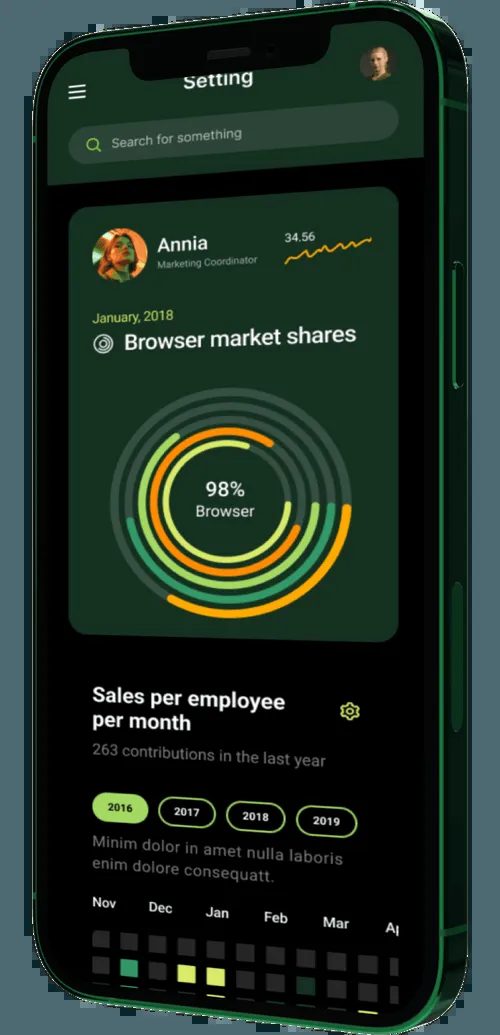 Setting
Search for something
Annia
34.56
Marketing Coordinator
January, 2018
Browser market shares
98%
Browser
Sales per employee
per month
263 contributions in the last year
2016 2017 2018 2019
Minim dolor in amet nulla laboris
enim dolore consequatt.
Nov Dec Jan Feb Mar